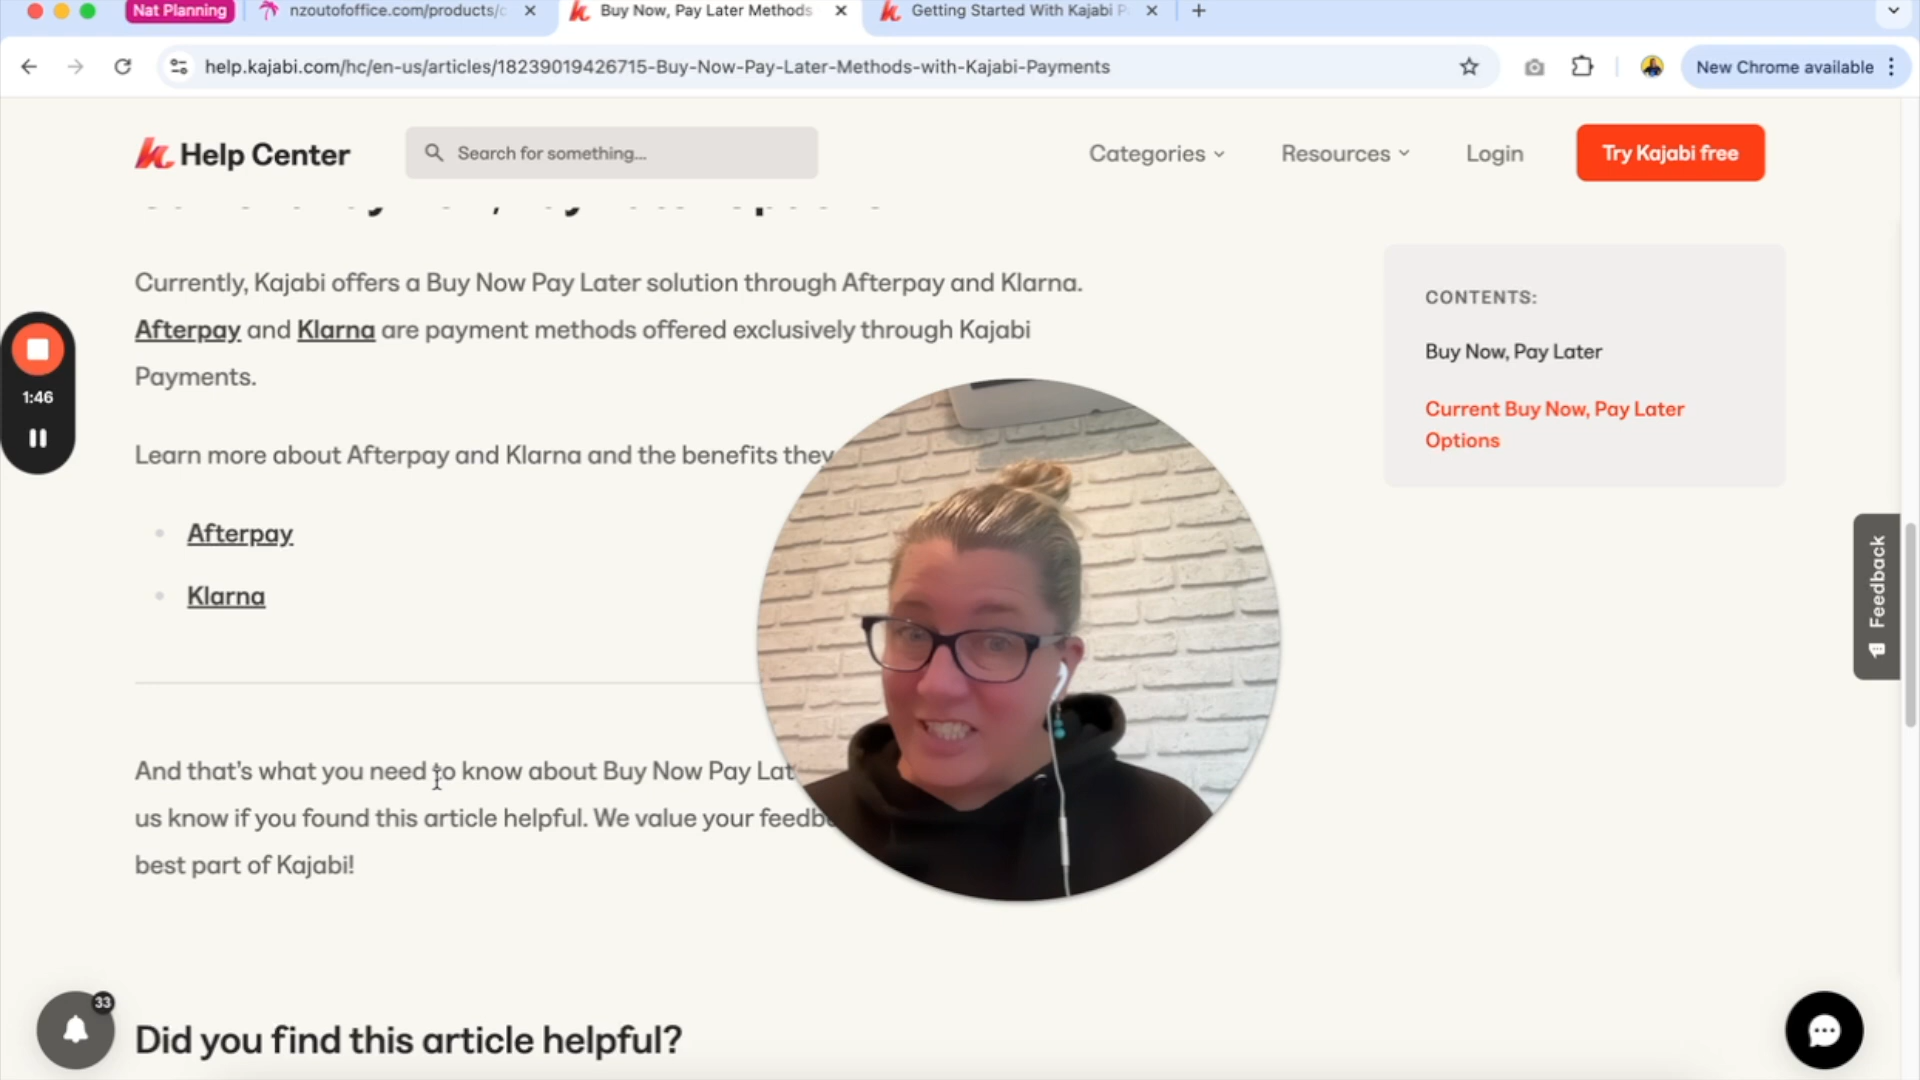 Nat Planning
nzoutofoffice.com/products/c
Buy Now, Pay Later Methods
Getting Started With Kajabi P
help.kajabi.com/hc/en-us/articles/18239019426715-Buy-Now-Pay-Later-Methods-with-Kajabi-Payments
New Chrome available
Help Center
Search for something...
Categories
Resources
Login
Try Kajabi free
Currently, Kajabi offers a Buy Now Pay Later solution through Afterpay and Klarna.
Afterpay and Klarna are payment methods offered exclusively through Kajabi
Payments.
Learn more about Afterpay and Klarna and the benefits they
Afterpay
Klarna
And that's what you need to know about Buy Now Pay Lat
us know if you found this article helpful. We value your feedb
best part of Kajabi!
Did you find this article helpful?
CONTENTS:
Buy Now, Pay Later
Current Buy Now, Pay Later
Options
Feedback
1:46
33